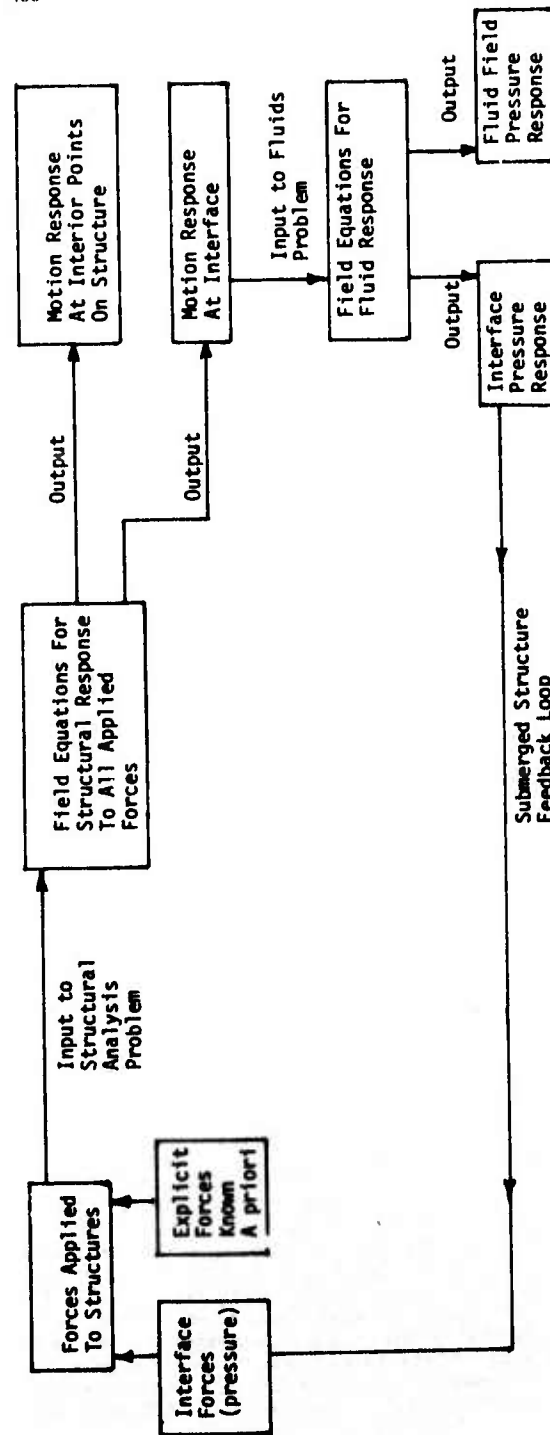 Forces Applied
To Structures
Interface
Forces
(pressure)
Explicit
Forces
Known
A priori
Input to
Structural
Analysis
Problem
Field Equations For
Structural Response
To All Applied
Forces
Output
Output
Motion Response
At Interior Points
On Structure
Motion Response
At Interface
Input to Fluids
Problem
Field Equations For
Fluid Response
Output
Output
Interface
Pressure
Response
Fluid Field
Pressure
Response
Submerged Structure
Feedback Loop